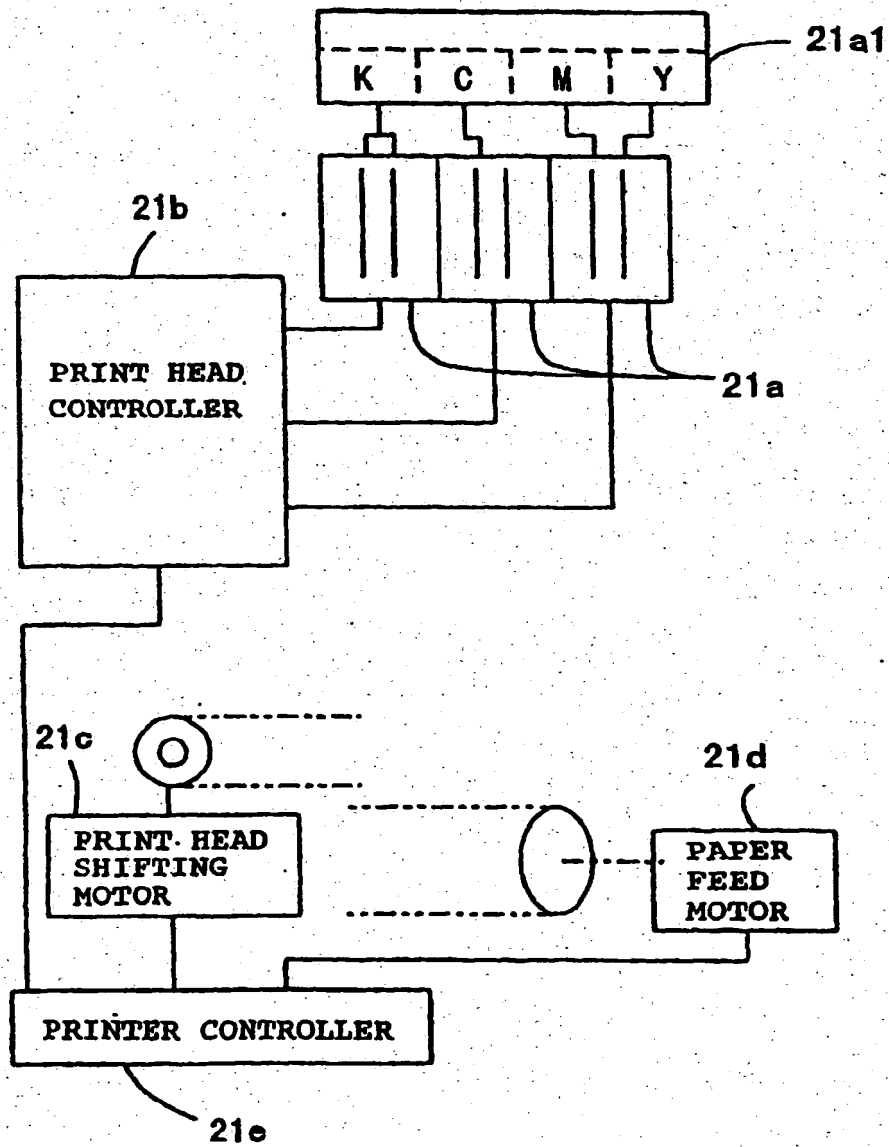 21a1
K C M Y
21b
PRINT HEAD
CONTROLLER
21a
21c
21d
PRINT HEAD
SHIFTING
MOTOR
PAPER
FEED
MOTOR
PRINTER CONTROLLER
21e